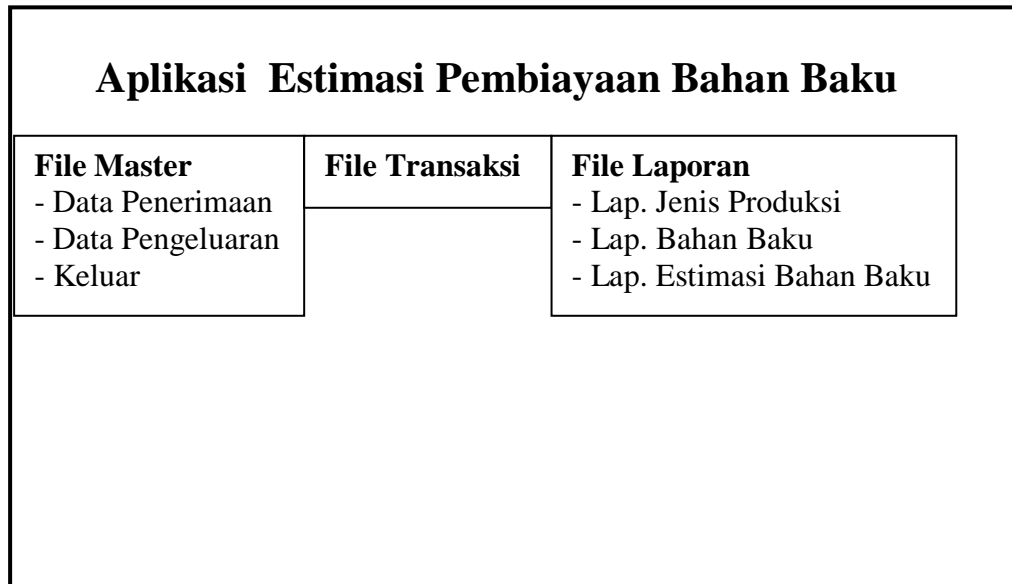 Aplikasi Estimasi Pembiayaan Bahan Baku
File Master
- Data Penerimaan
- Data Pengeluaran
- Keluar
File Transaksi
File Laporan
- Lap. Jenis Produksi
- Lap. Bahan Baku
- Lap. Estimasi Bahan Baku